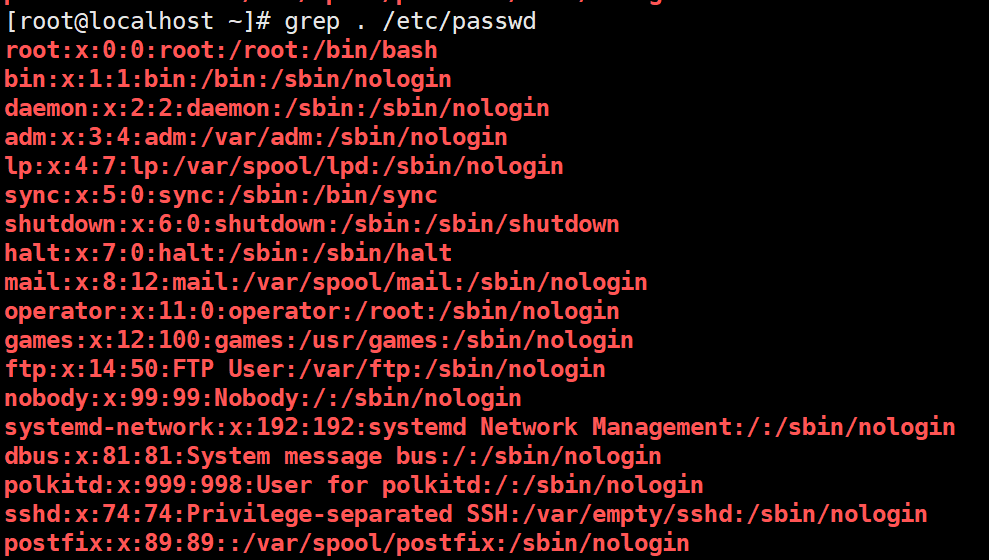 [root@localhost ~]# grep . /etc/passwd
root:x:0:0:root:/root:/bin/bash
bin:x:1:1:bin:/bin:/sbin/nologin
daemon:x:2:2:daemon:/sbin:/sbin/nologin
adm:x:3:4:adm:/var/adm:/sbin/nologin
lp:x:4:7:lp:/var/spool/lpd:/sbin/nologin
sync:x:5:0:sync:/sbin:/bin/sync
shutdown:x:6:0:shutdown:/sbin:/sbin/shutdown
halt:x:7:0:halt:/sbin:/sbin/halt
mail:x:8:12:mail:/var/spool/mail:/sbin/nologin
operator:x:11:0:operator:/root:/sbin/nologin
games:x:12:100:games:/usr/games:/sbin/nologin
ftp:x:14:50:FTP User:/var/ftp:/sbin/nologin
nobody:x:99:99:Nobody:/:/sbin/nologin
systemd-network:x:192:192:systemd Network Management:/:/sbin/nologin
dbus:x:81:81:System message bus:/:/sbin/nologin
polkitd:x:999:998:User for polkitd:/:/sbin/nologin
sshd:x:74:74:Privilege-separated SSH:/var/empty/sshd:/sbin/nologin
postfix:x:89:89::/var/spool/postfix:/sbin/nologin